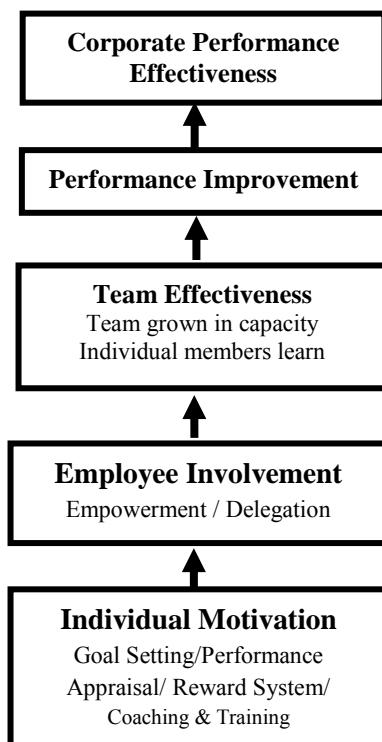 Corporate Performance
Effectiveness
Performance Improvement
Team Effectiveness
Team grown in capacity
Individual members learn
Employee Involvement
Empowerment / Delegation
Individual Motivation
Goal Setting/Performance
Appraisal/ Reward System/
Coaching & Training